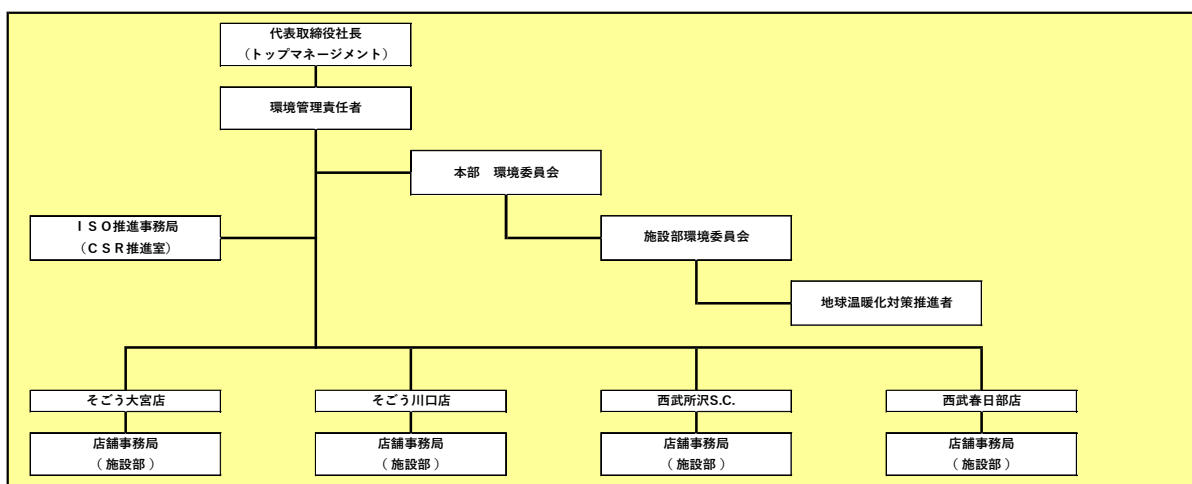 代表取締役社長
（トップマネージメント）
環境管理責任者
本部　環境委員会
ＩＳＯ推進事務局
（ＣＳＲ推進室）
施設部環境委員会
地球温暖化対策推進者
そごう大宮店
そごう川口店
西武所沢S.C.
西武春日部店
店舗事務局
（ 施設部 ）
店舗事務局
（ 施設部 ）
店舗事務局
（ 施設部 ）
店舗事務局
（ 施設部 ）